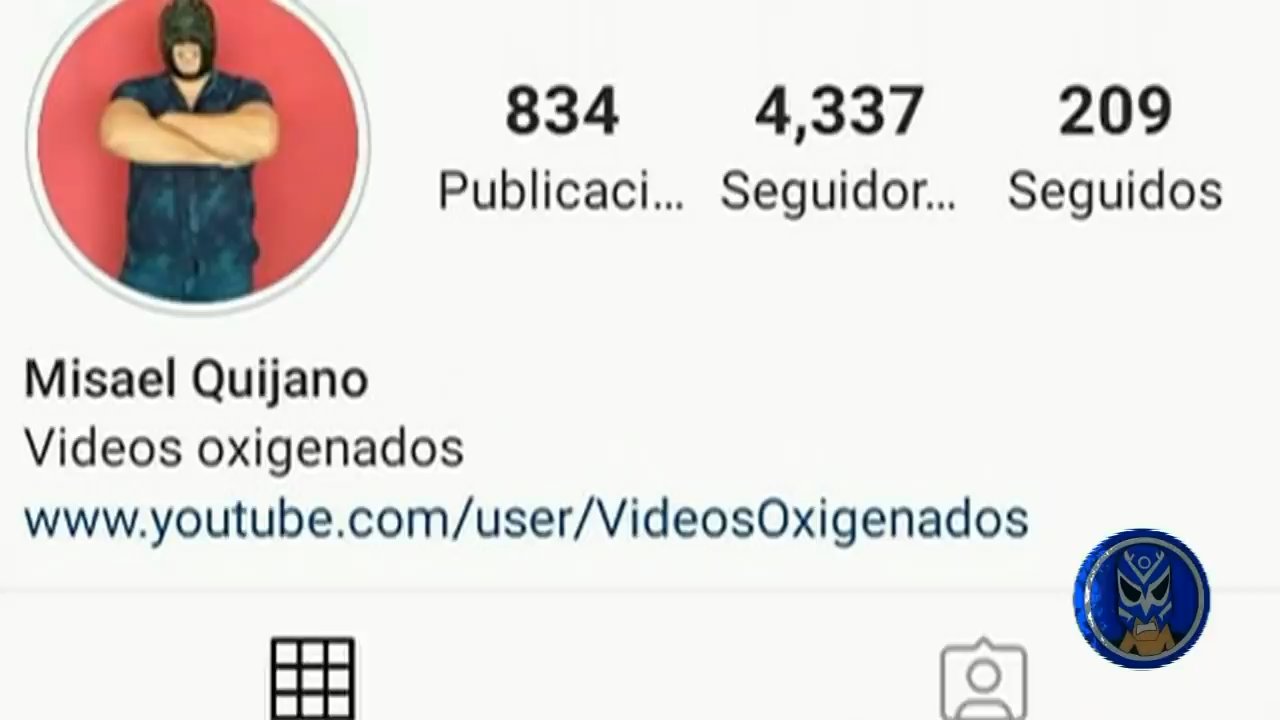 834 4,337 209
Publicaci... Seguidor... Seguidos
Misael Quijano
Videos oxigenados
www.youtube.com/user/VideosOxigenados